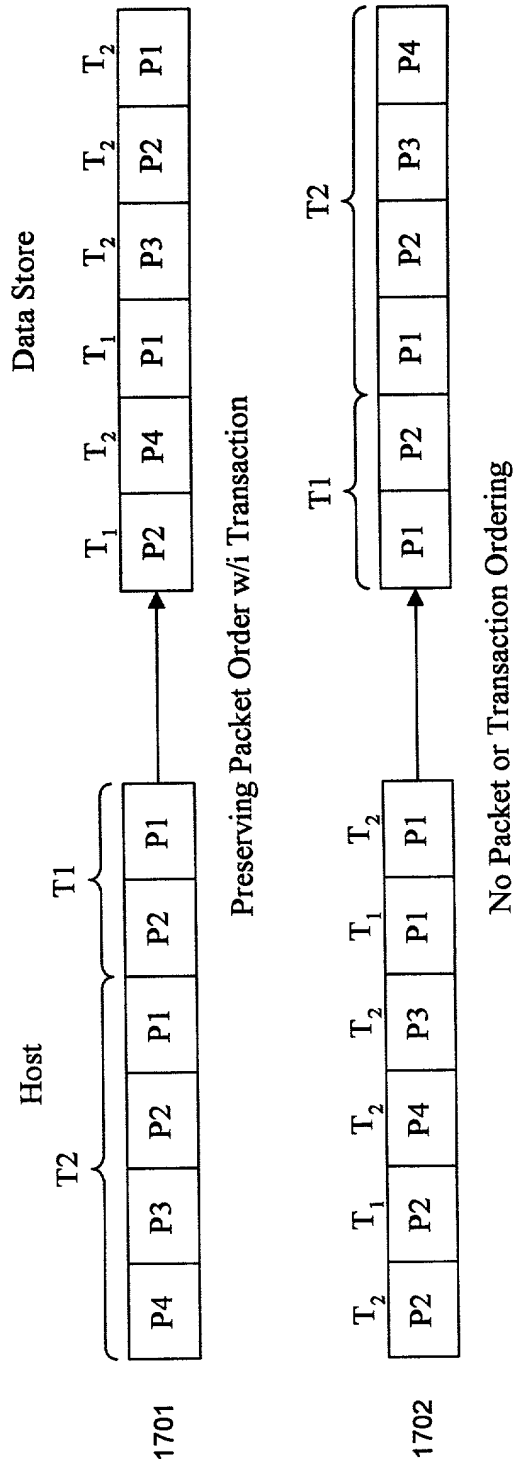 Host
Data Store
T2
T1
T₁ T₂ T₁ T₂ T₂ T₂
1701
P4 P3 P2 P1 P2 P1
P2 P4 P1 P3 P2 P1
Preserving Packet Order w/i Transaction
T₂ T₁ T₂ T₂ T₁ T₂
T1
T2
1702
P2 P2 P4 P3 P1 P1
P1 P2 P1 P2 P3 P4
No Packet or Transaction Ordering